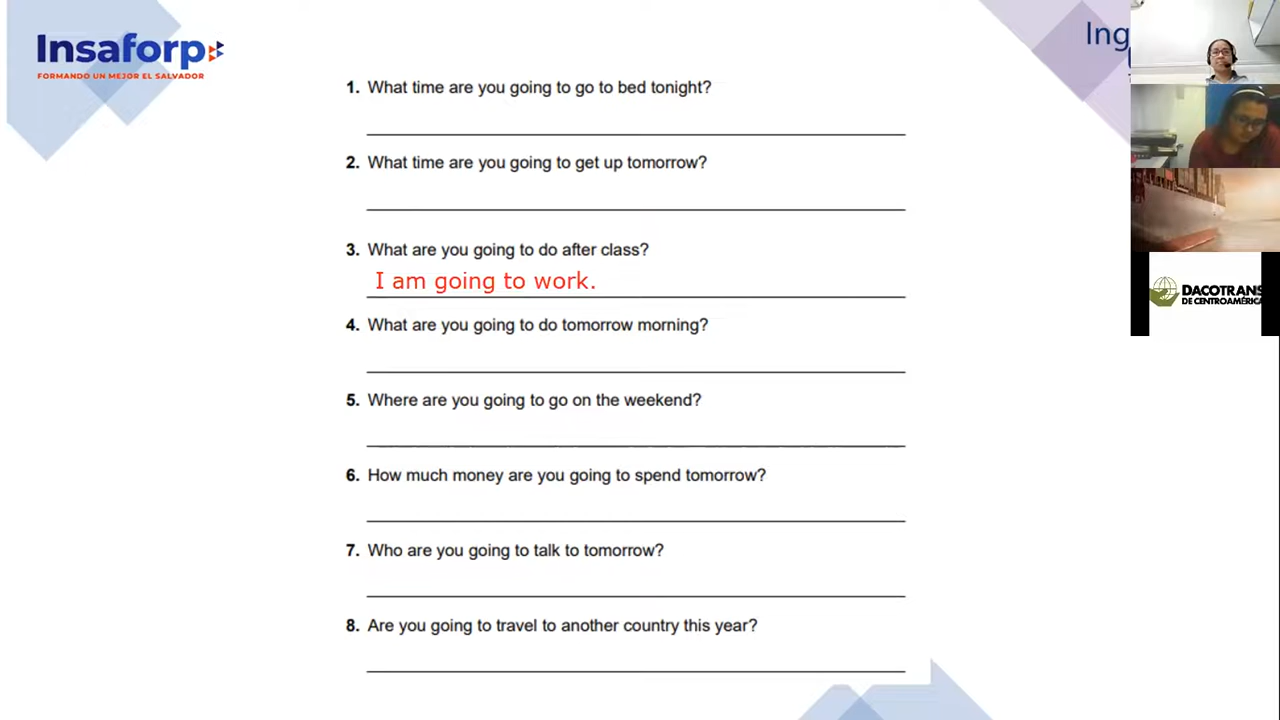 Insaforp
FORMANDO UN MEJOR EL SALVADOR
Ing
1. What time are you going to go to bed tonight?
2. What time are you going to get up tomorrow?
3. What are you going to do after class?
I am going to work.
4. What are you going to do tomorrow morning?
5. Where are you going to go on the weekend?
6. How much money are you going to spend tomorrow?
7. Who are you going to talk to tomorrow?
8. Are you going to travel to another country this year?
DACOTRANS
DE CENTROAMÉRICA